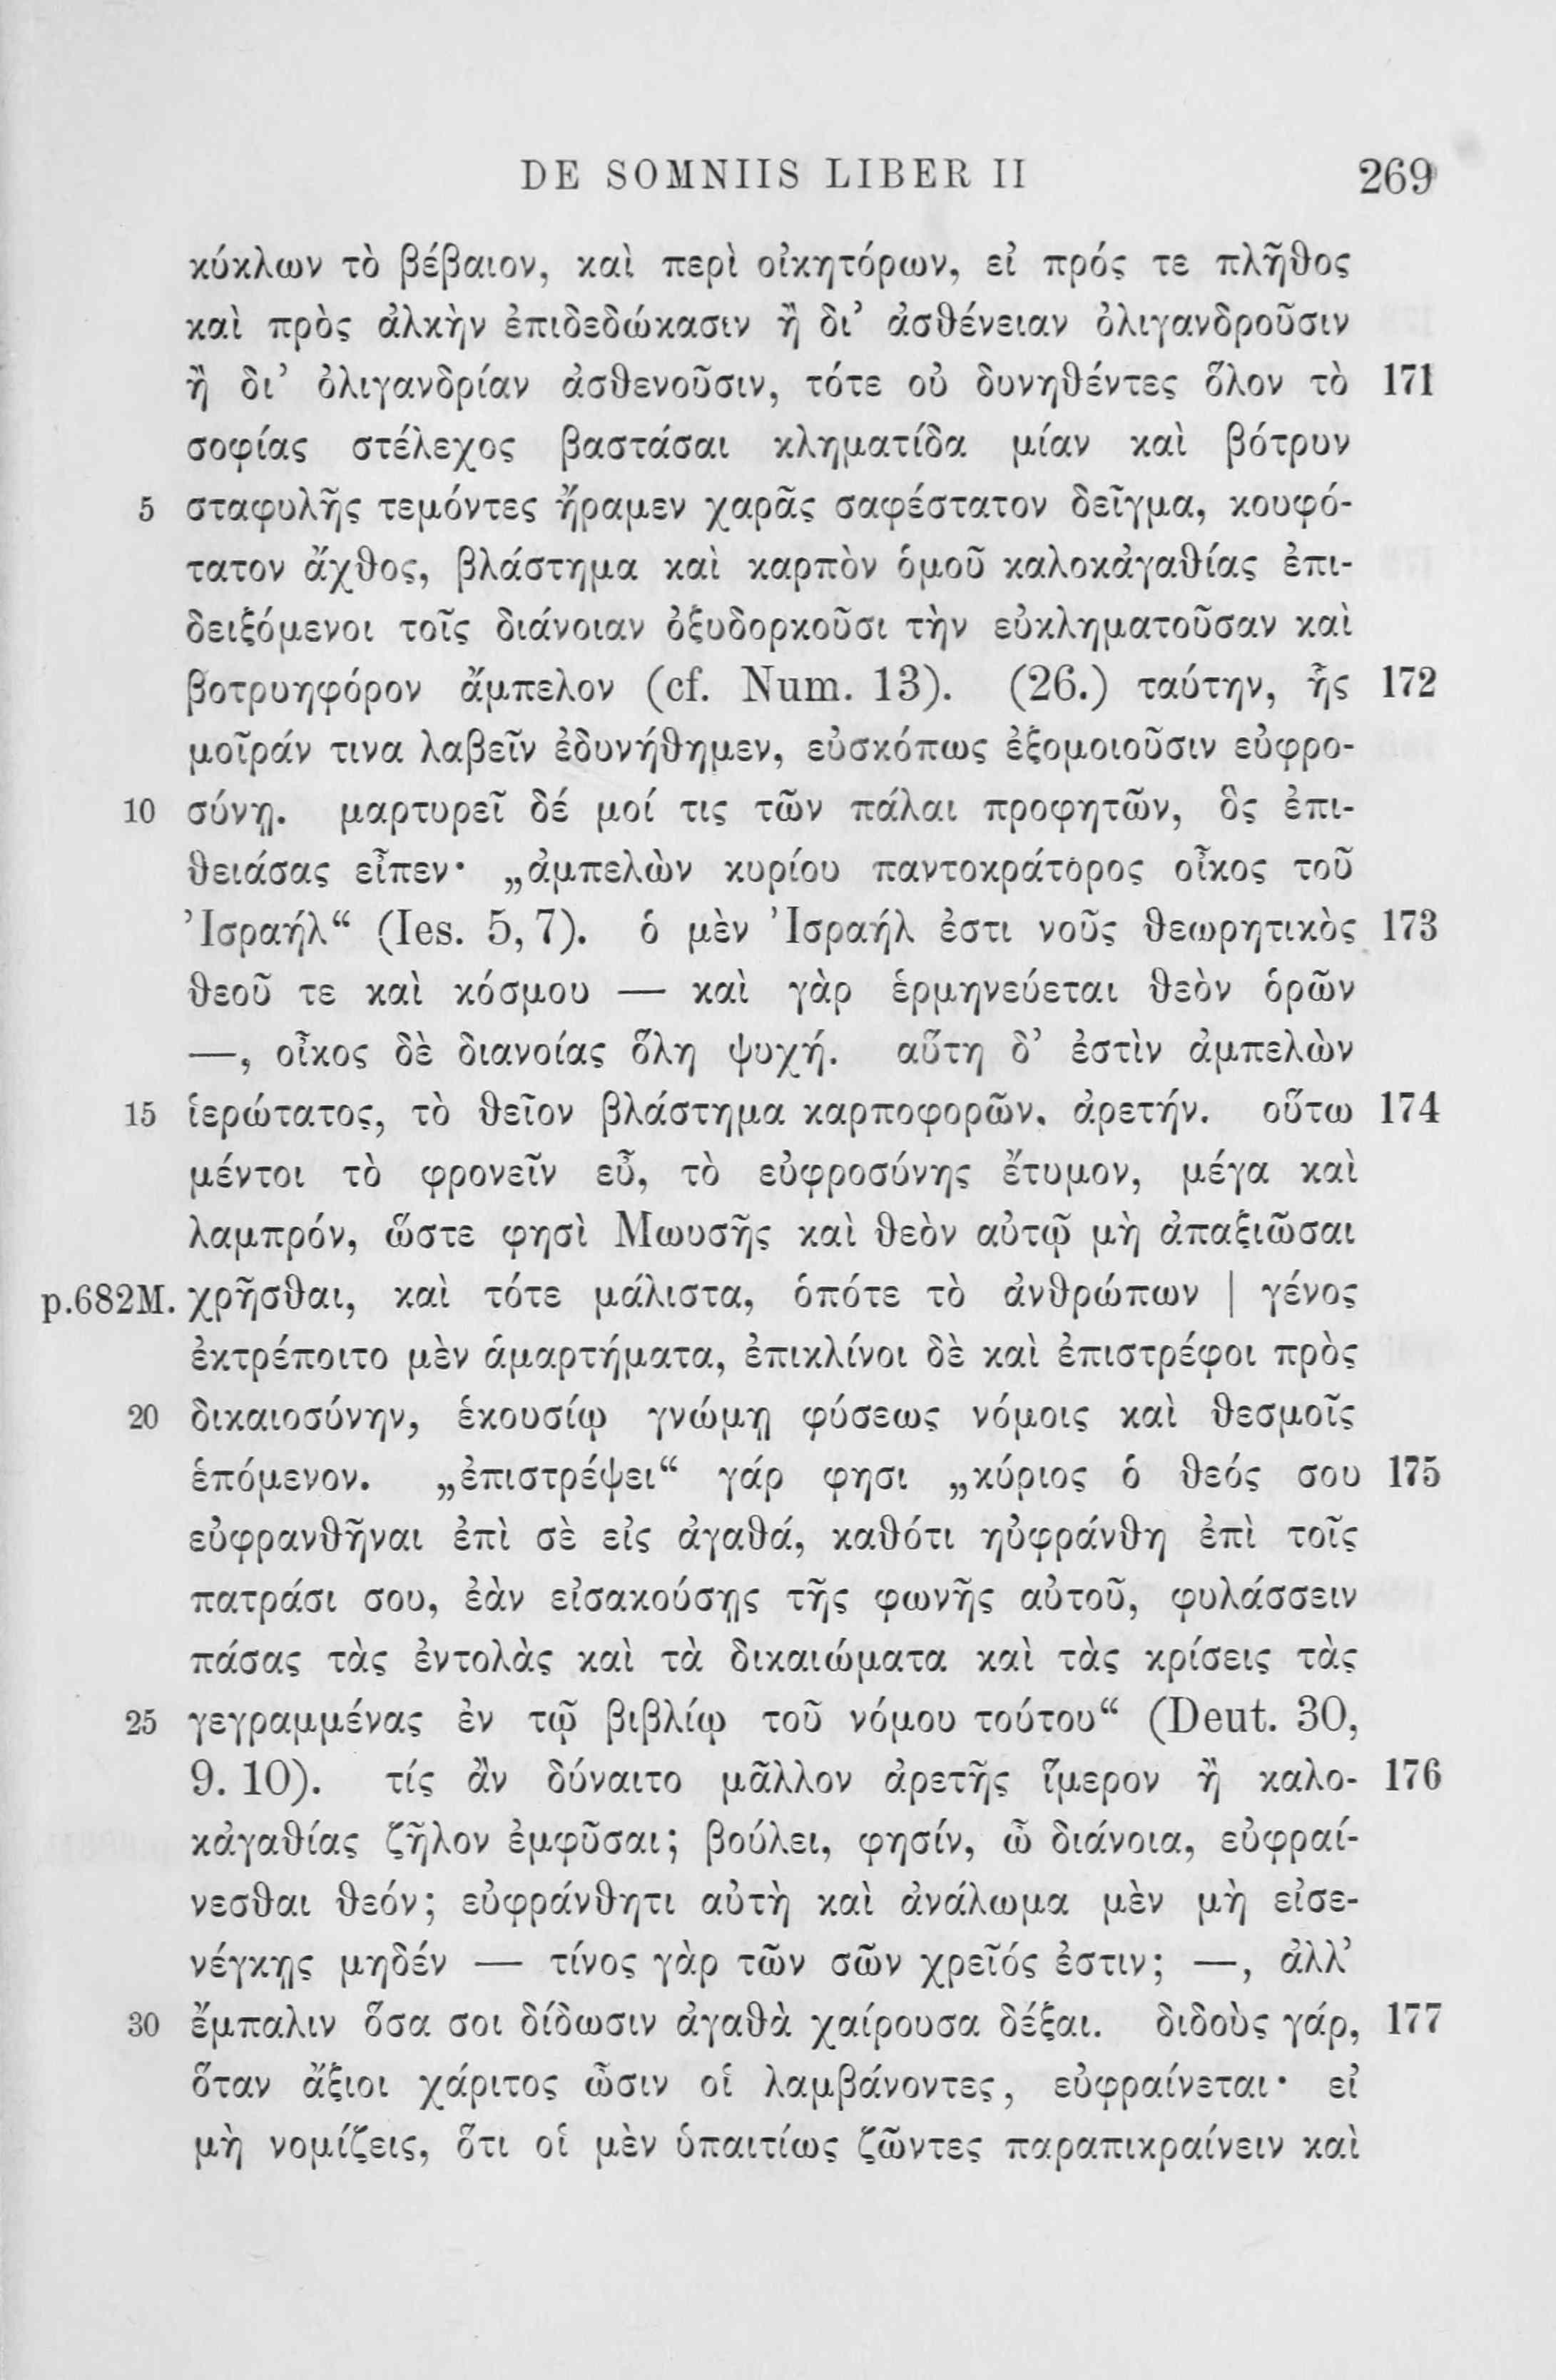 DE SOMNIIS LIBER II 269
κύκλων τὸ βέβαιον, καὶ περὶ οἰκητόρων, εἰ πρός τε πλῆθος
καὶ πρὸς ἀλκὴν ἐπιδεδώκασιν ἢ δι’ ἀσθένειαν ὀλιγανδροῦσιν
ἢ δι’ ὀλιγανδρίαν ἀσθενοῦσιν, τότε οὐ δυνηθέντες ὅλον τὸ 171
σοφίας στέλεχος βαστάσαι κληματίδα μίαν καὶ βότρυν
5 σταφυλῆς τεμόντες ἤραμεν χαρᾶς σαφέστατον δεῖγμα, κουφό-
τατον ἄχθος, βλάστημα καὶ καρπὸν ὁμοῦ καλοκἀγαθίας ἐπι-
δειξόμενοι τοῖς διάνοιαν ὀξυδορκοῦσι τὴν εὐκληματοῦσαν καὶ
βοτρυηφόρον ἄμπελον (cf. Num. 13). (26.) ταύτην, ἧς 172
μοῖράν τινα λαβεῖν ἐδυνήθημεν, εὐσκόπως ἐξομοιοῦσιν εὐφρο-
10 σύνῃ. μαρτυρεῖ δέ μοί τις τῶν πάλαι προφητῶν, ὃς ἐπι-
θειάσας εἶπεν· „ἀμπελὼν κυρίου παντοκράτορος οἶκος τοῦ
Ἰσραήλ“ (Ies. 5, 7). ὁ μὲν Ἰσραήλ ἐστι νοῦς θεωρητικὸς 173
θεοῦ τε καὶ κόσμου — καὶ γὰρ ἑρμηνεύεται θεὸν ὁρῶν
—, οἶκος δὲ διανοίας ὅλη ψυχή. αὕτη δ’ ἐστὶν ἀμπελὼν
15 ἱερώτατος, τὸ θεῖον βλάστημα καρποφορῶν, ἀρετήν. οὕτω 174
μέντοι τὸ φρονεῖν εὖ, τὸ εὐφροσύνης ἔτυμον, μέγα καὶ
λαμπρόν, ὥστε φησὶ Μωυσῆς καὶ θεὸν αὐτῷ μὴ ἀπαξιῶσαι
p.682M. χρῆσθαι, καὶ τότε μάλιστα, ὁπότε τὸ ἀνθρώπων | γένος
ἐκτρέποιτο μὲν ἁμαρτήματα, ἐπικλίνοι δὲ καὶ ἐπιστρέφοι πρὸς
20 δικαιοσύνην, ἑκουσίῳ γνώμῃ φύσεως νόμοις καὶ θεσμοῖς
ἑπόμενον. „ἐπιστρέψει“ γάρ φησι „κύριος ὁ θεός σου 175
εὐφρανθῆναι ἐπὶ σὲ εἰς ἀγαθά, καθότι ηὐφράνθη ἐπὶ τοῖς
πατράσι σου, ἐὰν εἰσακούσῃς τῆς φωνῆς αὐτοῦ, φυλάσσειν
πάσας τὰς ἐντολὰς καὶ τὰ δικαιώματα καὶ τὰς κρίσεις τὰς
25 γεγραμμένας ἐν τῷ βιβλίῳ τοῦ νόμου τούτου“ (Deut. 30,
9. 10). τίς ἂν δύναιτο μᾶλλον ἀρετῆς ἵμερον ἢ καλο- 176
κἀγαθίας ζῆλον ἐμφῦσαι; βούλει, φησίν, ὦ διάνοια, εὐφραί-
νεσθαι θεόν; εὐφράνθητι αὐτὴ καὶ ἀνάλωμα μὲν μὴ εἰσε-
νέγκῃς μηδέν — τίνος γὰρ τῶν σῶν χρεῖός ἐστιν; —, ἀλλ’
30 ἔμπαλιν ὅσα σοι δίδωσιν ἀγαθὰ χαίρουσα δέξαι. διδοὺς γάρ, 177
ὅταν ἄξιοι χάριτος ὦσιν οἱ λαμβάνοντες, εὐφραίνεται· εἰ
μὴ νομίζεις, ὅτι οἱ μὲν ὑπαιτίως ζῶντες παραπικραίνειν καὶ